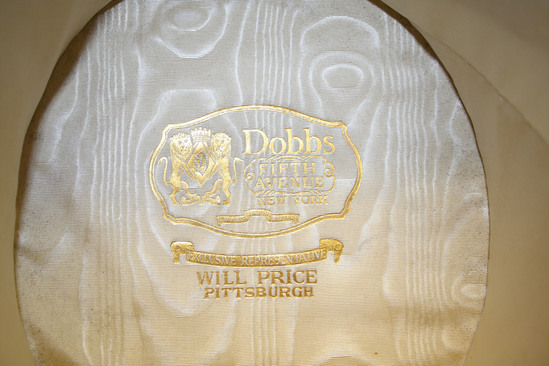 Dobbs
FIFTH
AVENUE
NEW YORK
EXCLUSIVE REPRESENTATIVE
WILL PRICE
PITTSBURGH